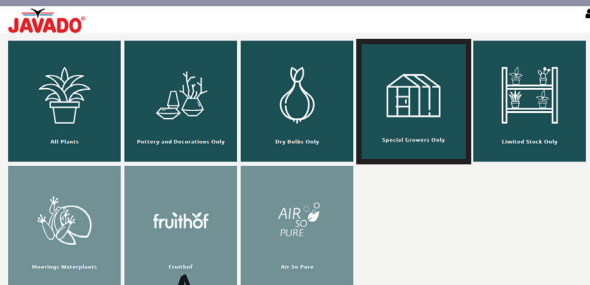 JAVADO
All Plants
Pottery and Decorations Only
Dry Bulbs Only
Special Growers Only
Limited Stock Only
fruithof
AIR
SO
PURE
Moerings Waterplants
Fruithof
Air So Pure